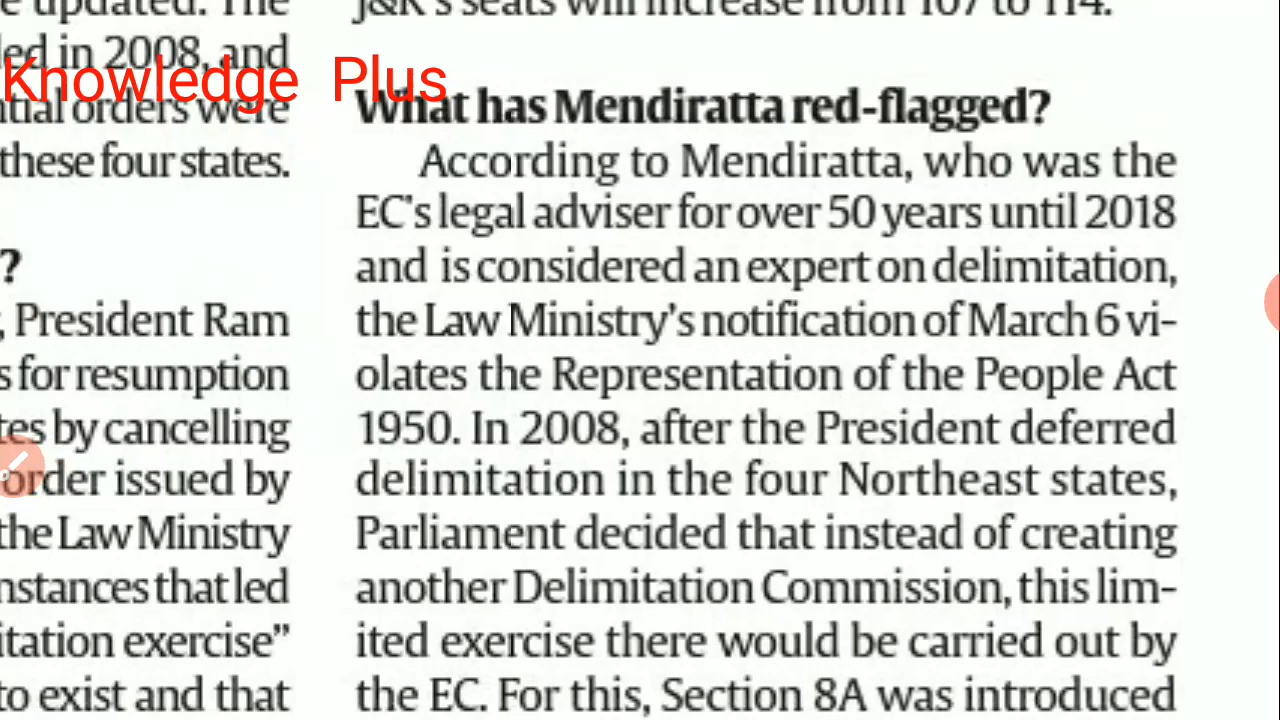 e updated. The
led in 2008, and
ntial orders were
these four states.
?
, President Ram
s for resumption
tes by cancelling
order issued by
the Law Ministry
nstances that led
itation exercise”
to exist and that
Knowledge Plus
J&K's seats will increase from 107 to 114.
What has Mendiratta red-flagged?
According to Mendiratta, who was the
EC's legal adviser for over 50 years until 2018
and is considered an expert on delimitation,
the Law Ministry's notification of March 6 vi-
olates the Representation of the People Act
1950. In 2008, after the President deferred
delimitation in the four Northeast states,
Parliament decided that instead of creating
another Delimitation Commission, this lim-
ited exercise there would be carried out by
the EC. For this, Section 8A was introduced